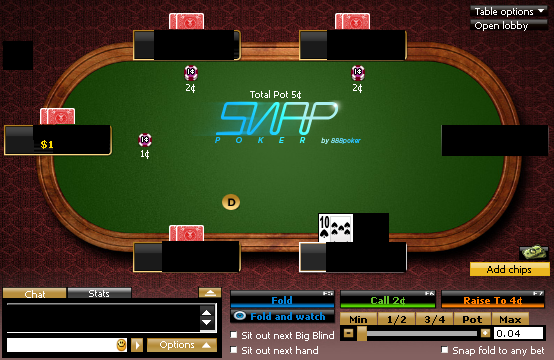 Table options
Open lobby
2¢
2¢
Total Pot 5¢
SNAP
POKER by 888poker
$1
1¢
D
10
Add chips
Chat
Stats
F5
F6
F7
Fold
Call 2¢
Raise To 4¢
Fold and watch
Min
1/2
3/4
Pot
Max
0.04
Sit out next Big Blind
Options
Sit out next hand
Snap fold to any bet